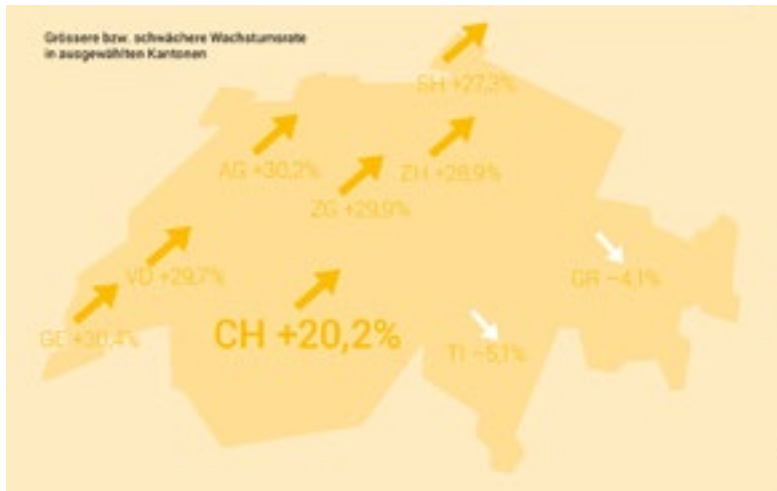 Grössere bzw. schwächere Wachstumsrate
in ausgewählten Kantonen
SH +27,3%
AG +30,2%
ZH +28,9%
ZG +29,9%
VD +29,7%
GR –4,1%
GE +30,4%
CH +20,2%
TI –5,1%